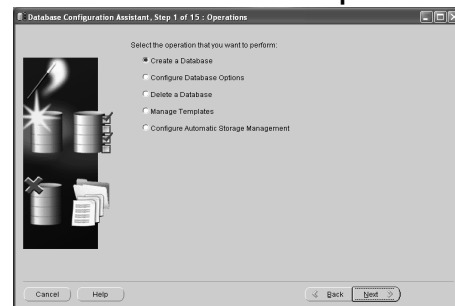 Database Configuration Assistant, Step 1 of 15 : Operations
Select the operation that you want to perform:
Create a Database
Configure Database Options
Delete a Database
Manage Templates
Configure Automatic Storage Management
Cancel
Help
Back
Next